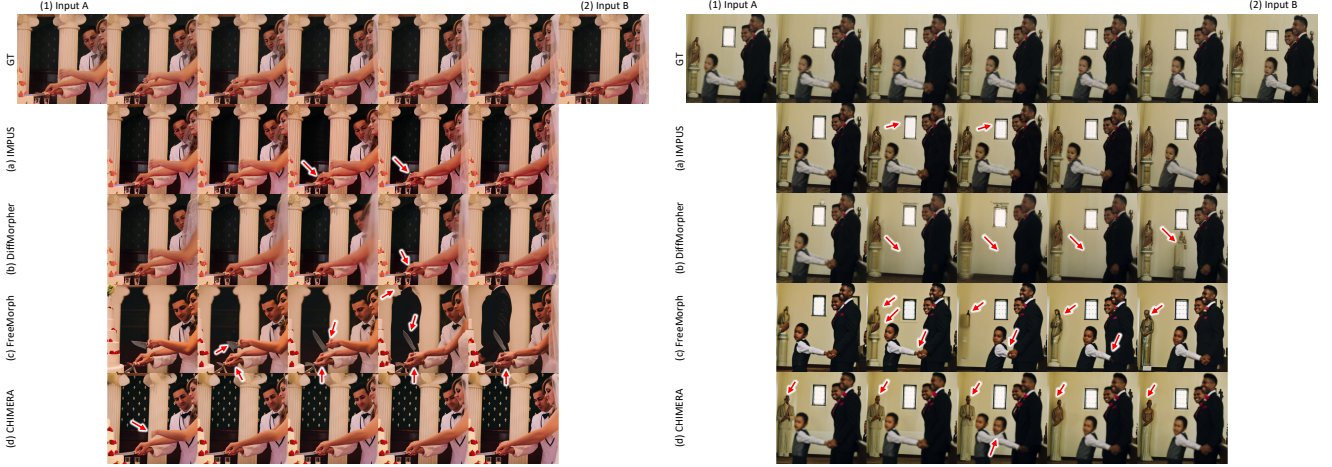 (1) Input A
(2) Input B
GT
(a) IMPUS
(b) DiffMorpher
(c) FreeMorph
(d) CHIMERA
(1) Input A
(2) Input B
GT
(a) IMPUS
(b) DiffMorpher
(c) FreeMorph
(d) CHIMERA